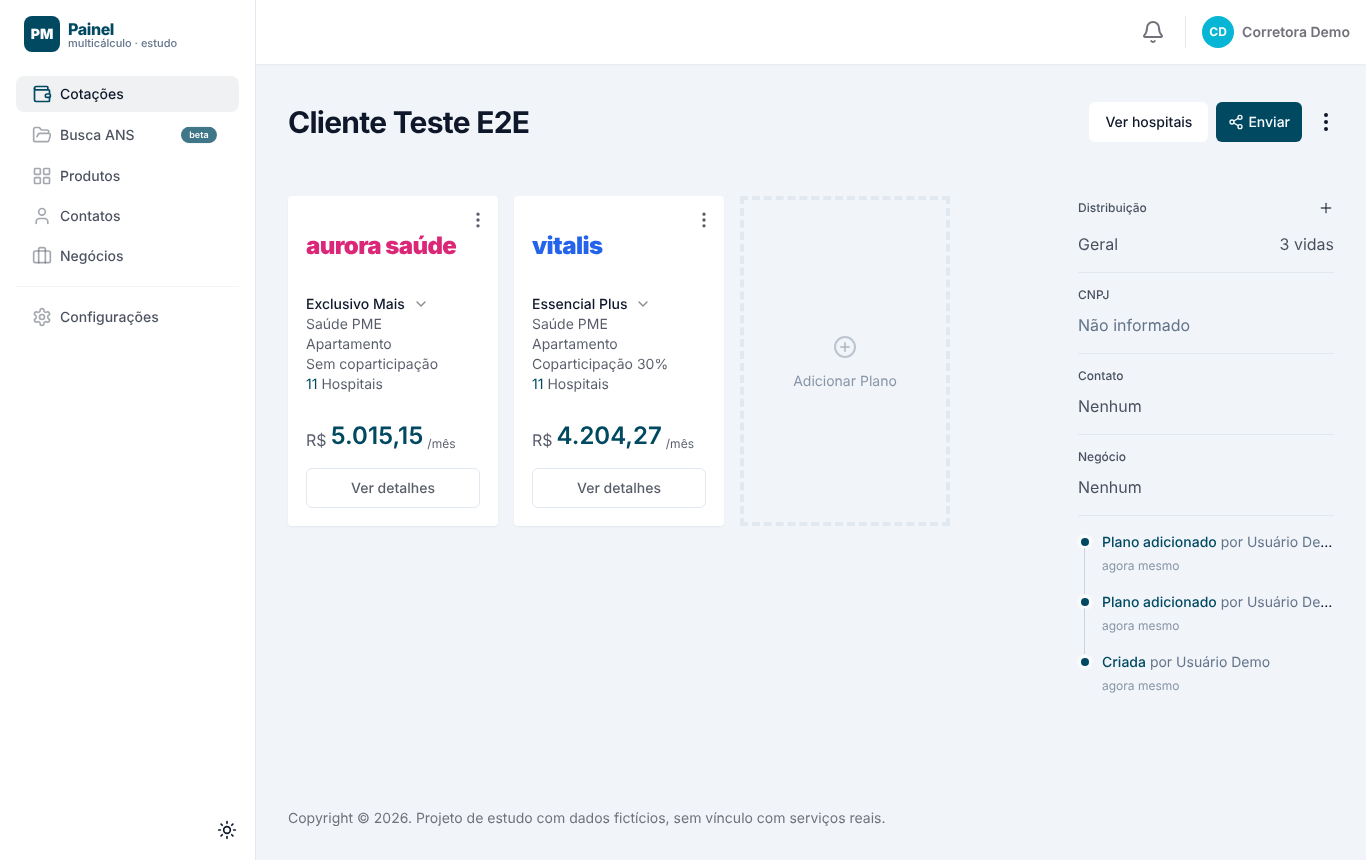 PM
Painel
multicálculo · estudo
Cotações
Busca ANS
beta
Produtos
Contatos
Negócios
Configurações
CD
Corretora Demo
Cliente Teste E2E
Ver hospitais
Enviar
aurora saúde
Exclusivo Mais
Saúde PME
Apartamento
Sem coparticipação
11 Hospitais
R$ 5.015,15 /mês
Ver detalhes
vitalis
Essencial Plus
Saúde PME
Apartamento
Coparticipação 30%
11 Hospitais
R$ 4.204,27 /mês
Ver detalhes
Adicionar Plano
Distribuição
Geral 3 vidas
CNPJ
Não informado
Contato
Nenhum
Negócio
Nenhum
Plano adicionado por Usuário De...
agora mesmo
Plano adicionado por Usuário De...
agora mesmo
Criada por Usuário Demo
agora mesmo
Copyright © 2026. Projeto de estudo com dados fictícios, sem vínculo com serviços reais.